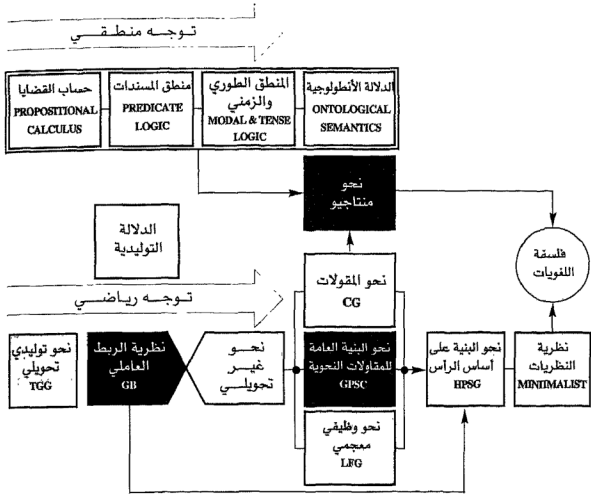 توجه منطقي
حساب القضايا
PROPOSITIONAL
CALCULUS
منطق المسندات
PREDICATE
LOGIC
المنطق الطوري
والزمني
MODAL & TENSE
LOGIC
الدلالة الأنطولوجية
ONTOLOGICAL
SEMANTICS
نحو
منتاجيو
الدلالة
التوليدية
فلسفة
اللغويات
توجه رياضي
نحو المقولات
CG
نحو توليدي
تحويلي
TGG
نظرية الربط
العاملي
GB
نحو
غير
تحويلي
نحو البنية العامة
للمقاولات النحوية
GPSC
نحو البنية على
أساس الرأس
HPSG
نظرية
النظريات
MINIIMALIST
نحو وظيفي
معجمي
LFG